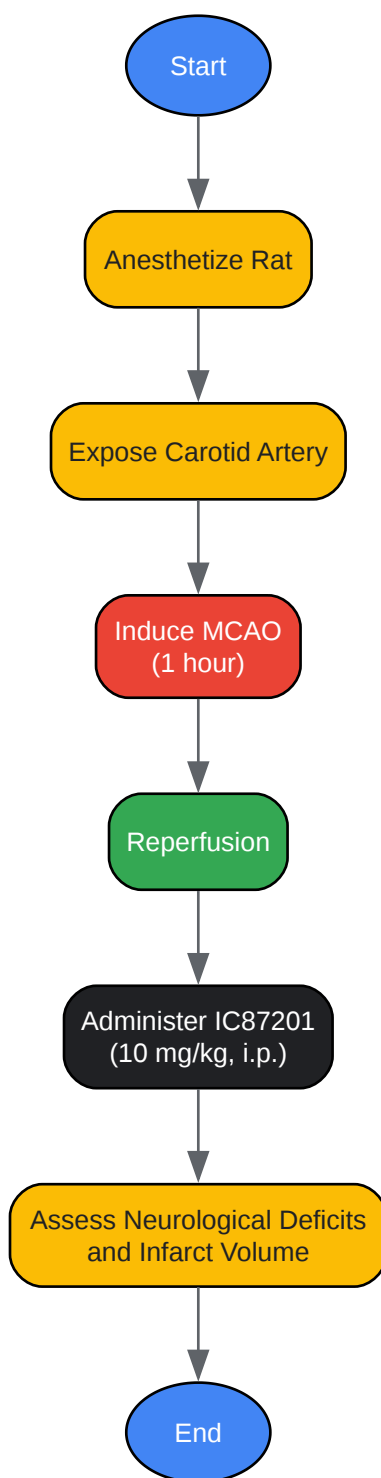 Start
Anesthetize Rat
Expose Carotid Artery
Induce MCAO
(1 hour)
Reperfusion
Administer IC87201
(10 mg/kg, i.p.)
Assess Neurological Deficits
and Infarct Volume
End